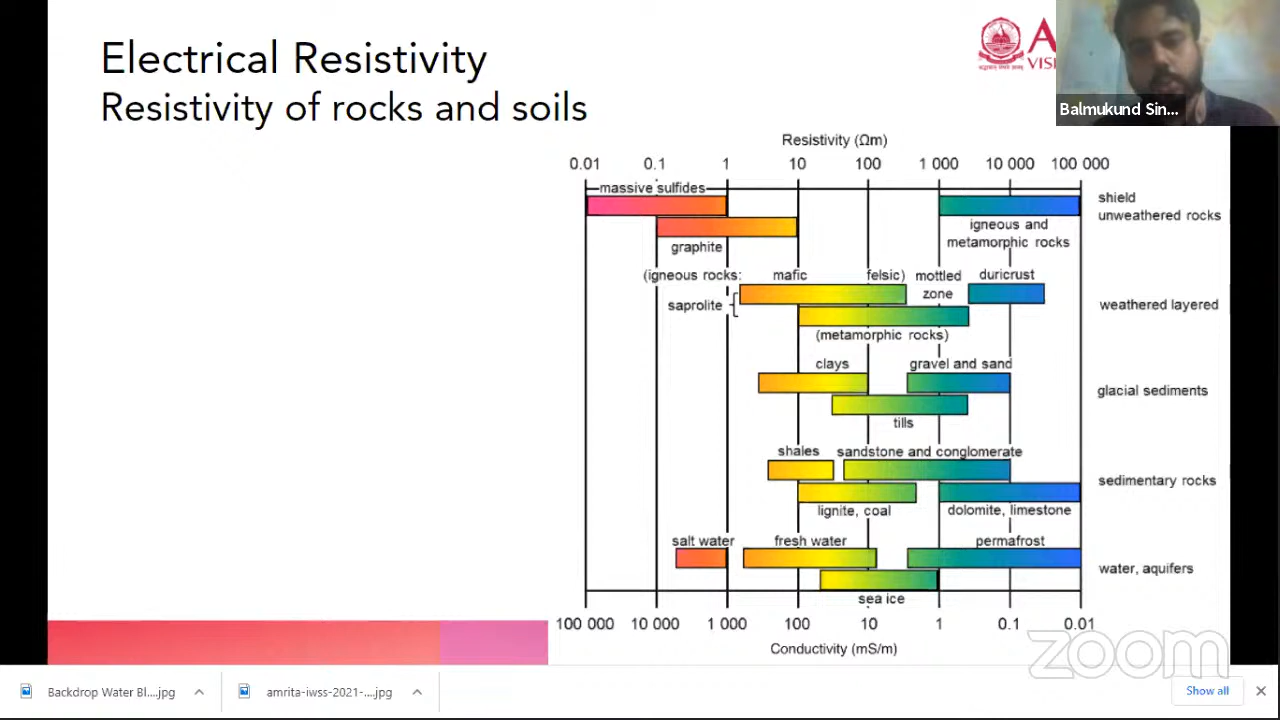 Electrical Resistivity
Resistivity of rocks and soils
A
VIS
Balmukund Sin...
Resistivity (Ωm)
0.01 0.1 1 10 100 1 000 10 000 100 000
massive sulfides
shield
unweathered rocks
igneous and
metamorphic rocks
graphite
(igneous rocks: mafic felsic) mottled
zone
duricrust
saprolite
weathered layered
(metamorphic rocks)
clays gravel and sand
glacial sediments
tills
shales sandstone and conglomerate
sedimentary rocks
lignite, coal dolomite, limestone
salt water fresh water permafrost
water, aquifers
sea ice
100 000 10 000 1 000 100 10 1 0.1 0.01
Conductivity (mS/m)
zoom
Backdrop Water Bl....jpg
amrita-iwss-2021-....jpg
Show all